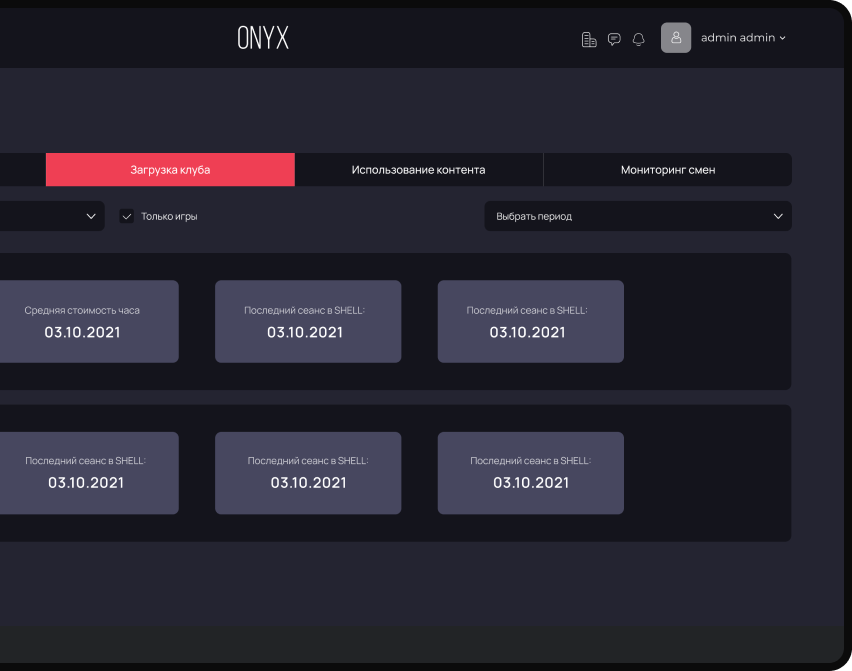 ONYX
admin admin
Загрузка клуба
Использование контента
Мониторинг смен
Только игры
Выбрать период
Средняя стоимость часа
03.10.2021
Последний сеанс в SHELL:
03.10.2021
Последний сеанс в SHELL:
03.10.2021
Последний сеанс в SHELL:
03.10.2021
Последний сеанс в SHELL:
03.10.2021
Последний сеанс в SHELL:
03.10.2021